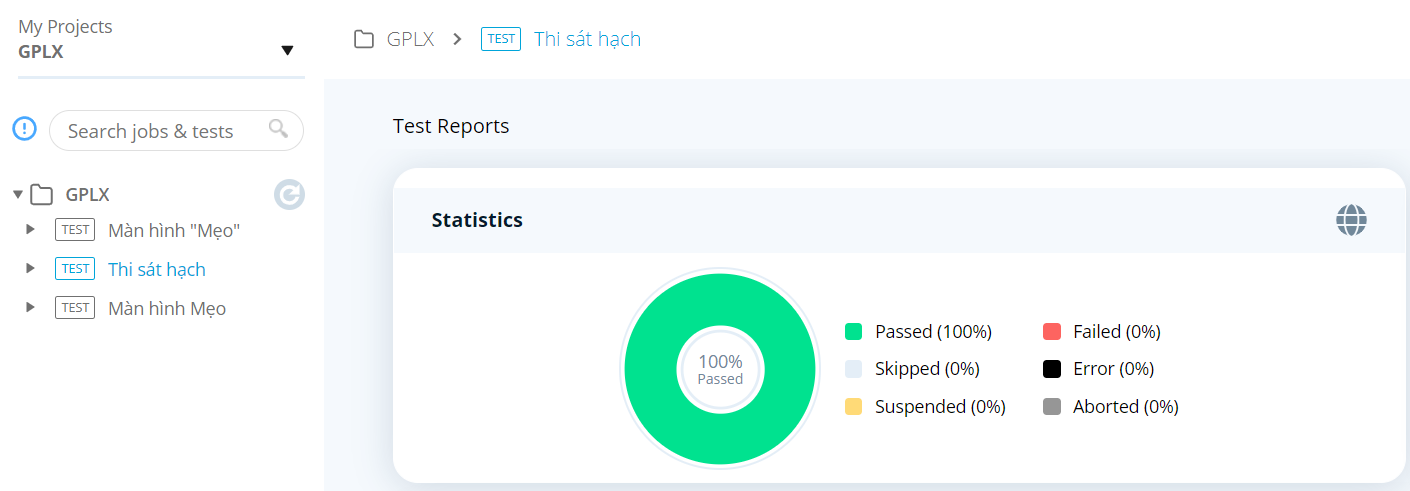 My Projects
GPLX
Search jobs & tests
GPLX
TEST Màn hình "Mẹo"
TEST Thi sát hạch
TEST Màn hình Mẹo
GPLX > TEST Thi sát hạch
Test Reports
Statistics
100%
Passed
Passed (100%) Failed (0%)
Skipped (0%) Error (0%)
Suspended (0%) Aborted (0%)